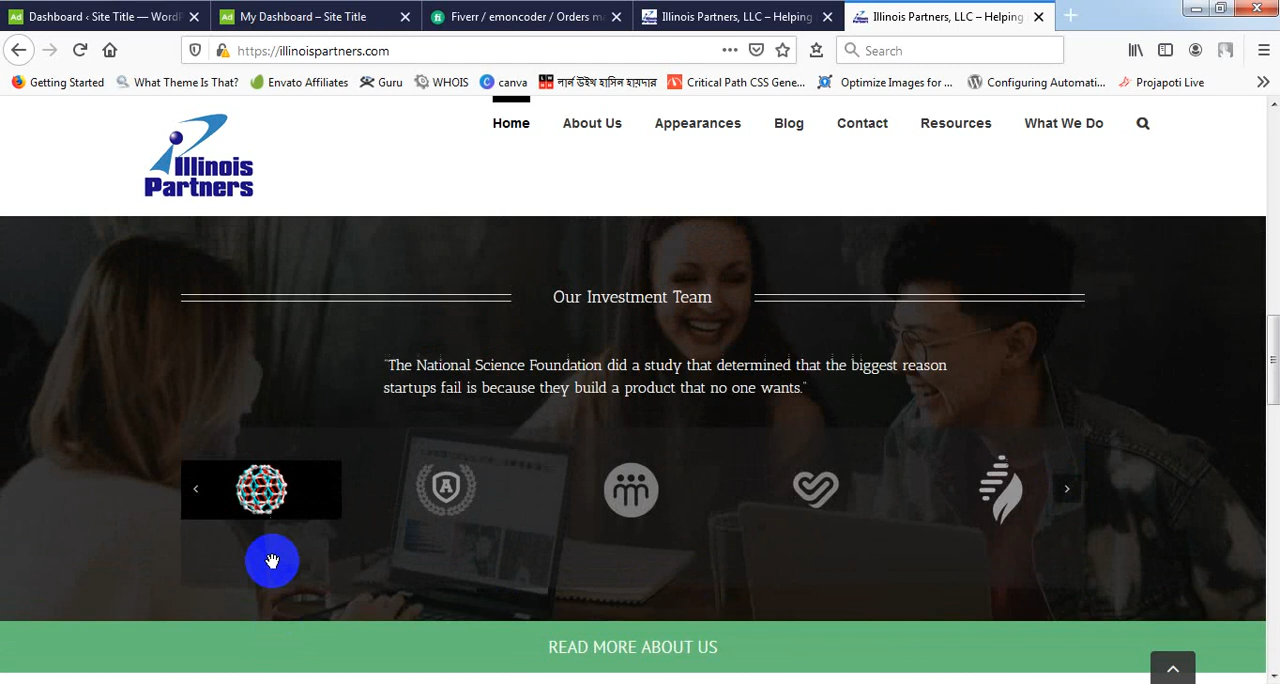 Dashboard ‹ Site Title — WordP
My Dashboard – Site Title
Fiverr / emoncoder / Orders ma
Illinois Partners, LLC – Helping
Illinois Partners, LLC – Helping
https://illinoispartners.com
Search
Getting Started
What Theme Is That?
Envato Affiliates
Guru
WHOIS
canva
লার্ন উইথ হাসিন হায়দার
Critical Path CSS Gene...
Optimize Images for ...
Configuring Automati...
Projapoti Live
Illinois
Partners
Home
About Us
Appearances
Blog
Contact
Resources
What We Do
Our Investment Team
"The National Science Foundation did a study that determined that the biggest reason
startups fail is because they build a product that no one wants."
A
READ MORE ABOUT US